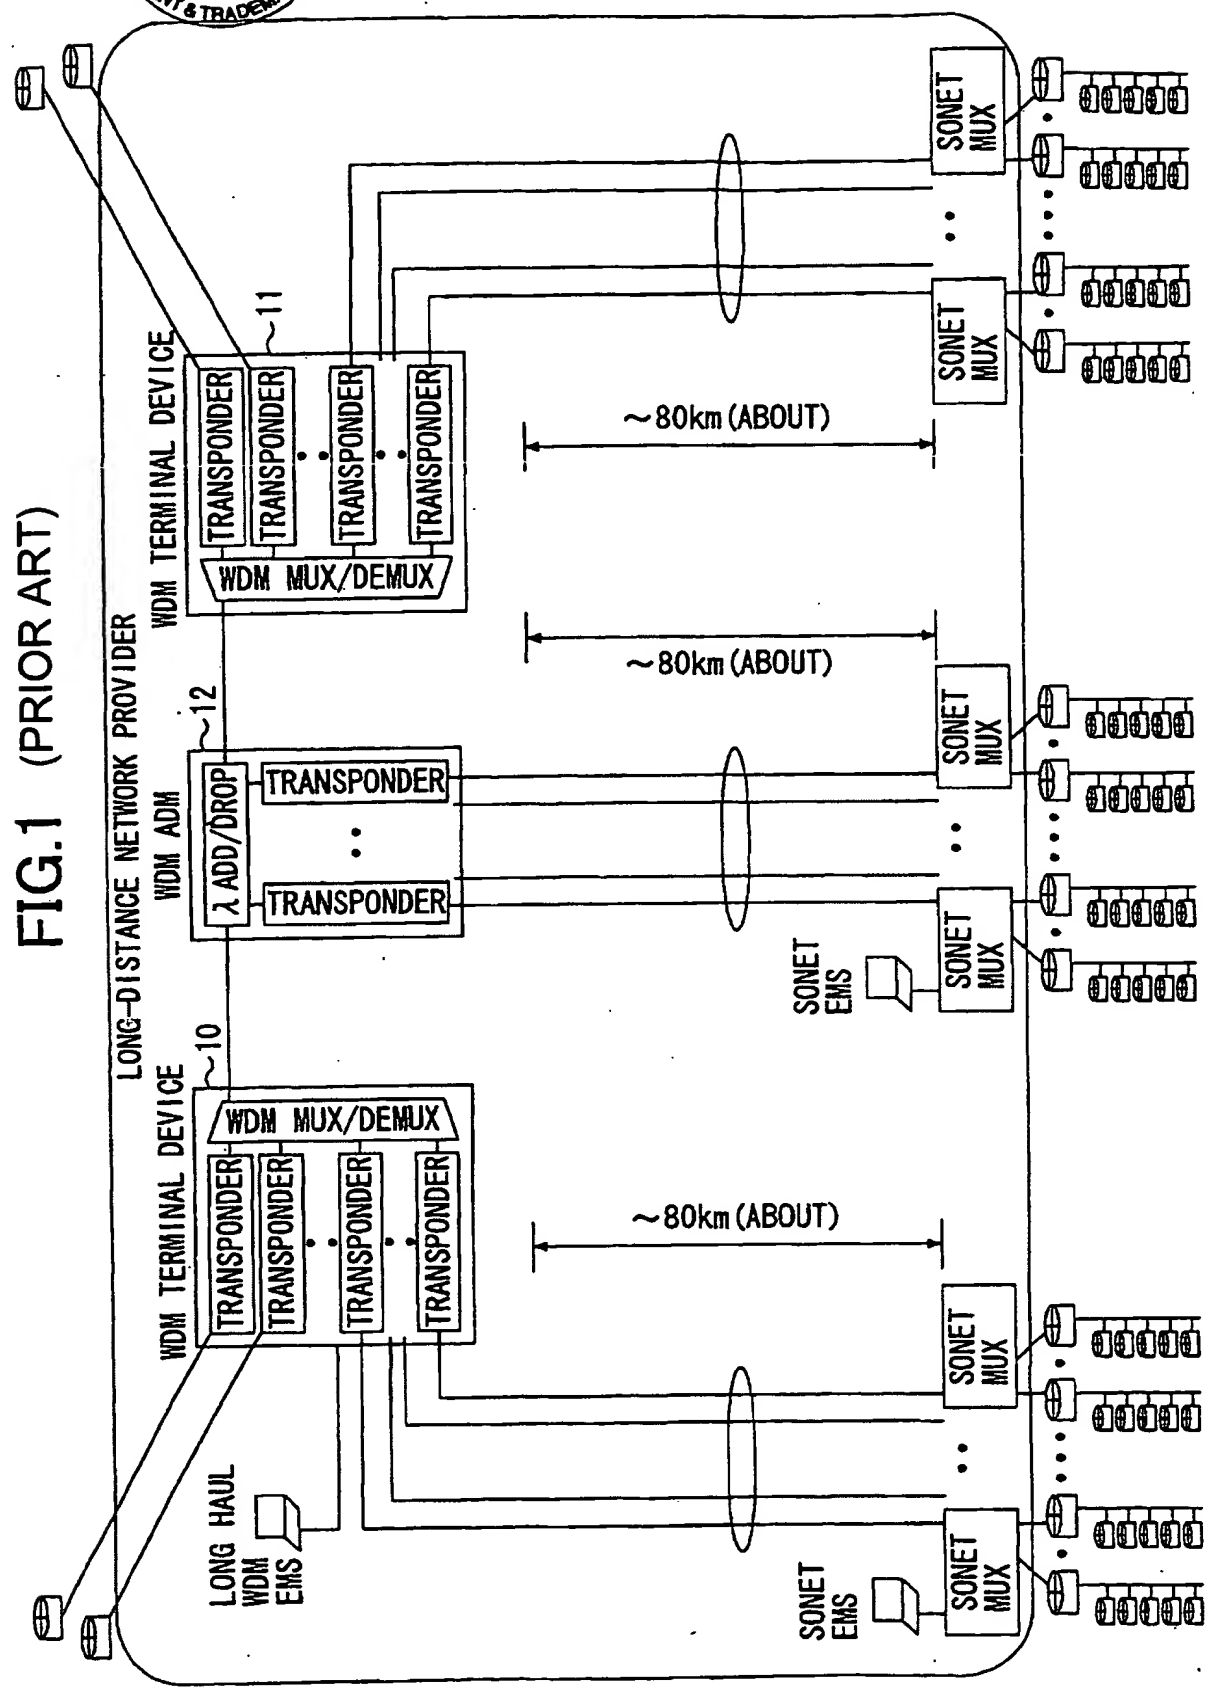 NT & TRADEM
FIG.1 (PRIOR ART)
LONG-DISTANCE NETWORK PROVIDER
WDM TERMINAL DEVICE
10
TRANSPONDER
TRANSPONDER
TRANSPONDER
TRANSPONDER
WDM MUX/DEMUX
LONG HAUL
WDM
EMS
WDM ADM
12
λ ADD/DROP
TRANSPONDER
TRANSPONDER
WDM TERMINAL DEVICE
11
WDM MUX/DEMUX
TRANSPONDER
TRANSPONDER
TRANSPONDER
TRANSPONDER
~80km(ABOUT)
~80km(ABOUT)
~80km(ABOUT)
SONET
EMS
SONET
MUX
SONET
MUX
SONET
EMS
SONET
MUX
SONET
MUX
SONET
MUX
SONET
MUX